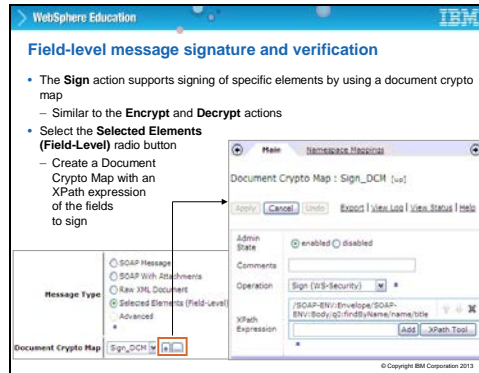 WebSphere Education
IBM
Field-level message signature and verification
• The Sign action supports signing of specific elements by using a document crypto
map
– Similar to the Encrypt and Decrypt actions
• Select the Selected Elements
(Field-Level) radio button
– Create a Document
Crypto Map with an
XPath expression
of the fields
to sign
Message Type
SOAP Message
SOAP With Attachments
Raw XML Document
Selected Elements (Field-Level)
Advanced
*
Document Crypto Map
Sign_DCM
+
...
Main
Namespace Mappings
Document Crypto Map : Sign_DCM [up]
Apply
Cancel
Undo
Export | View Log | View Status | Help
Admin
State
enabled
disabled
Comments
Operation
Sign (WS-Security)
*
XPath
Expression
/SOAP-ENV:Envelope/SOAP-
ENV:Body/q2:findByName/name/title
Add
XPath Tool...
*
© Copyright IBM Corporation 2013